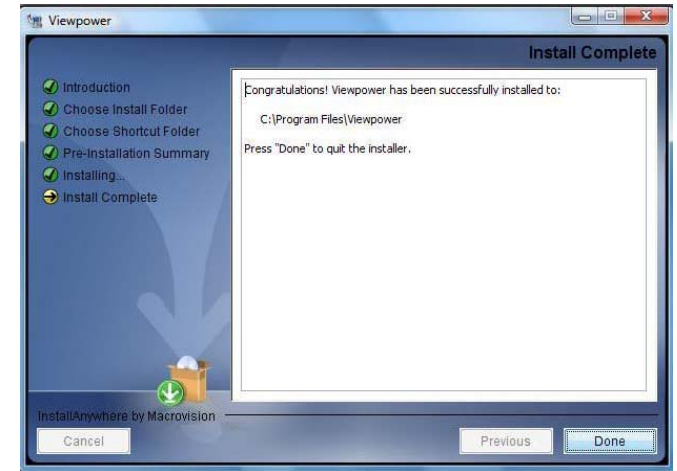 Viewpower
Install Complete
Introduction
Choose Install Folder
Choose Shortcut Folder
Pre-Installation Summary
Installing...
Install Complete
Congratulations! Viewpower has been successfully installed to:
C:\Program Files\Viewpower
Press "Done" to quit the installer.
InstallAnywhere by Macrovision
Cancel
Previous
Done